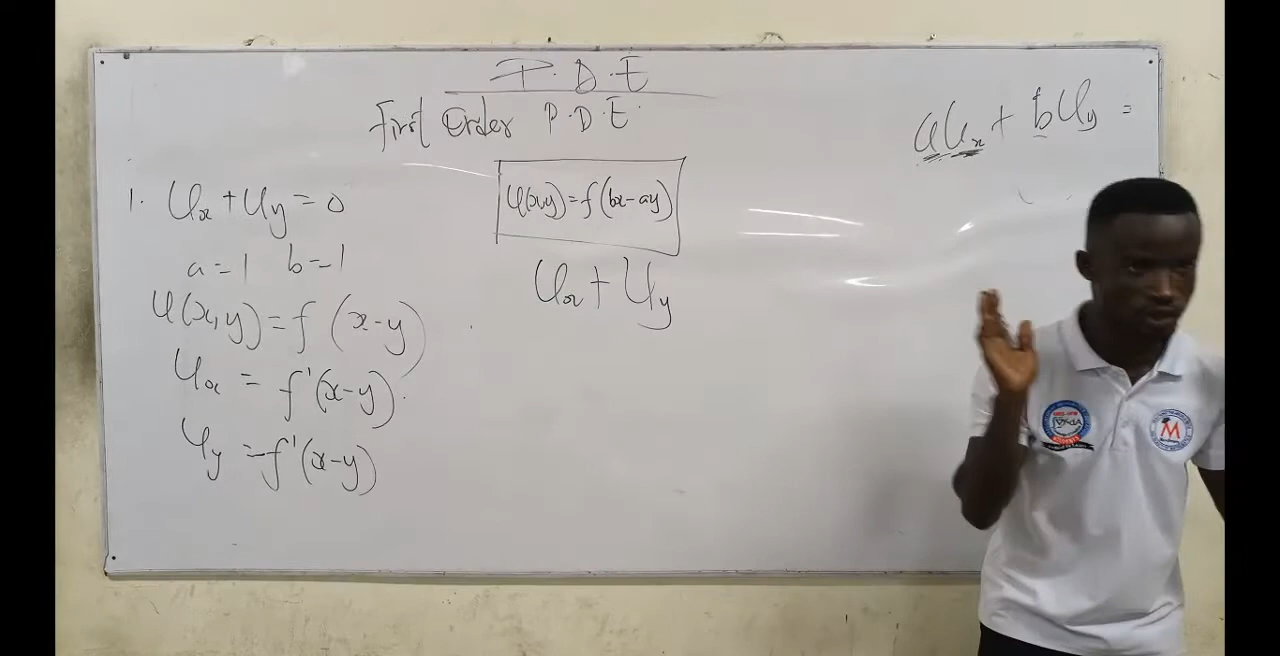 P.D.E
First Order P.D.E
aUx + bUy =
1. Ux + Uy = 0
a = 1 b = 1
U(x,y) = f(x-y)
Ux = f'(x-y).
Uy = -f'(x-y)
U(x,y) = f(bx-ay)
Ux + Uy